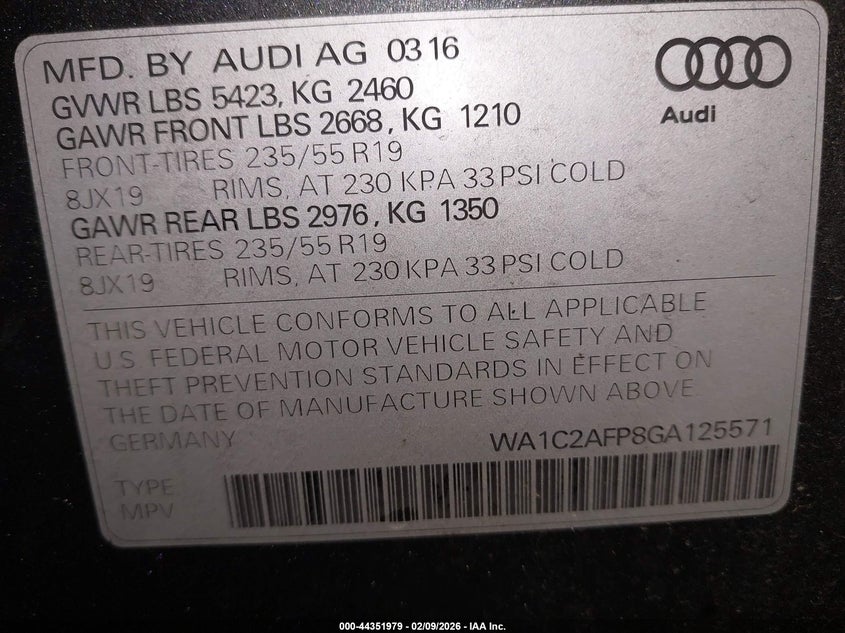 MFD. BY AUDI AG 03 16
GVWR LBS 5423, KG 2460
GAWR FRONT LBS 2668, KG 1210
FRONT-TIRES 235/55 R19
8JX19 RIMS, AT 230 KPA 33 PSI COLD
GAWR REAR LBS 2976, KG 1350
REAR-TIRES 235/55 R19
8JX19 RIMS, AT 230 KPA 33 PSI COLD
Audi
THIS VEHICLE CONFORMS TO ALL APPLICABLE
U.S. FEDERAL MOTOR VEHICLE SAFETY AND
THEFT PREVENTION STANDARDS IN EFFECT ON
THE DATE OF MANUFACTURE SHOWN ABOVE
GERMANY WA1C2AFP8GA125571
TYPE
MPV
000-44351979 - 02/09/2026 - IAA Inc.